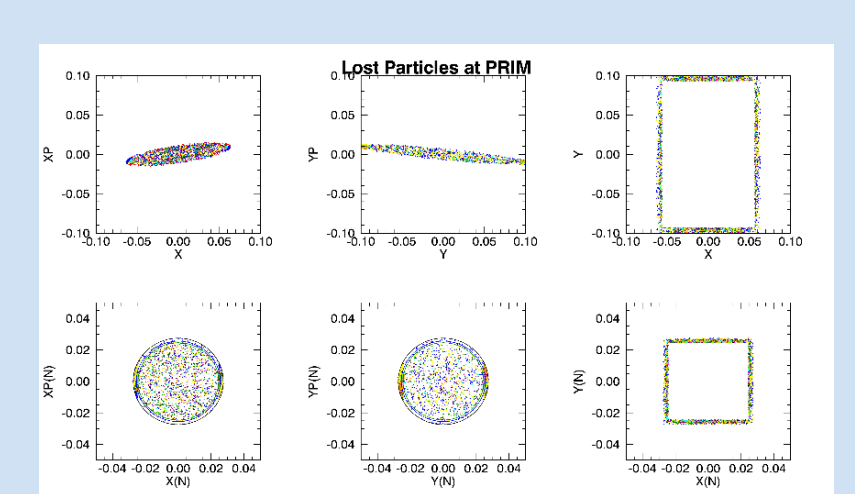 Lost Particles at PRIM
0.10 0.10 0.10
0.05 0.05 0.05
XP 0.00 YP 0.00 Y 0.00
-0.05 -0.05 -0.05
-0.10 -0.10 -0.10
-0.10 -0.05 0.00 0.05 0.10 -0.10 -0.05 0.00 0.05 0.10 -0.10 -0.05 0.00 0.05 0.10
X Y X
0.04 0.04 0.04
0.02 0.02 0.02
XP(N) 0.00 YP(N) 0.00 Y(N) 0.00
-0.02 -0.02 -0.02
-0.04 -0.04 -0.04
-0.04 -0.02 0.00 0.02 0.04 -0.04 -0.02 0.00 0.02 0.04 -0.04 -0.02 0.00 0.02 0.04
X(N) Y(N) X(N)